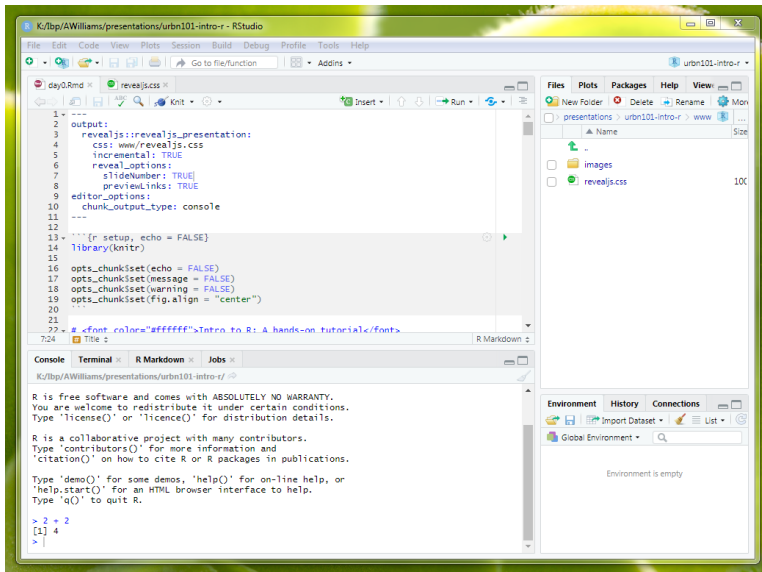 K:/Ibp/AWilliams/presentations/urbn101-intro-r - RStudio
File Edit Code View Plots Session Build Debug Profile Tools Help
Go to file/function Addins urbn101-intro-r
day0.Rmd revealjs.css
Knit Insert Run
1 ---
2 output:
3 revealjs::revealjs_presentation:
4 css: www/revealjs.css
5 incremental: TRUE
6 reveal_options:
7 slideNumber: TRUE
8 previewLinks: TRUE
9 editor_options:
10 chunk_output_type: console
11 ---
12
13 ```{r setup, echo = FALSE}
14 library(knitr)
15
16 opts_chunk$set(echo = FALSE)
17 opts_chunk$set(message = FALSE)
18 opts_chunk$set(warning = FALSE)
19 opts_chunk$set(fig.align = "center")
20 ```
21
22 # <font color="#ffffff">Intro to R: A hands-on tutorial</font>
7:24 Title R Markdown
Console Terminal R Markdown Jobs
K:/Ibp/AWilliams/presentations/urbn101-intro-r/
R is free software and comes with ABSOLUTELY NO WARRANTY.
You are welcome to redistribute it under certain conditions.
Type 'license()' or 'licence()' for distribution details.
R is a collaborative project with many contributors.
Type 'contributors()' for more information and
'citation()' on how to cite R or R packages in publications.
Type 'demo()' for some demos, 'help()' for on-line help, or
'help.start()' for an HTML browser interface to help.
Type 'q()' to quit R.
> 2 + 2
[1] 4
>
Files Plots Packages Help View
New Folder Delete Rename Mor
presentations > urbn101-intro-r > www ...
Name Size
..
images
revealjs.css 100
Environment History Connections
Import Dataset List
Global Environment
Environment is empty